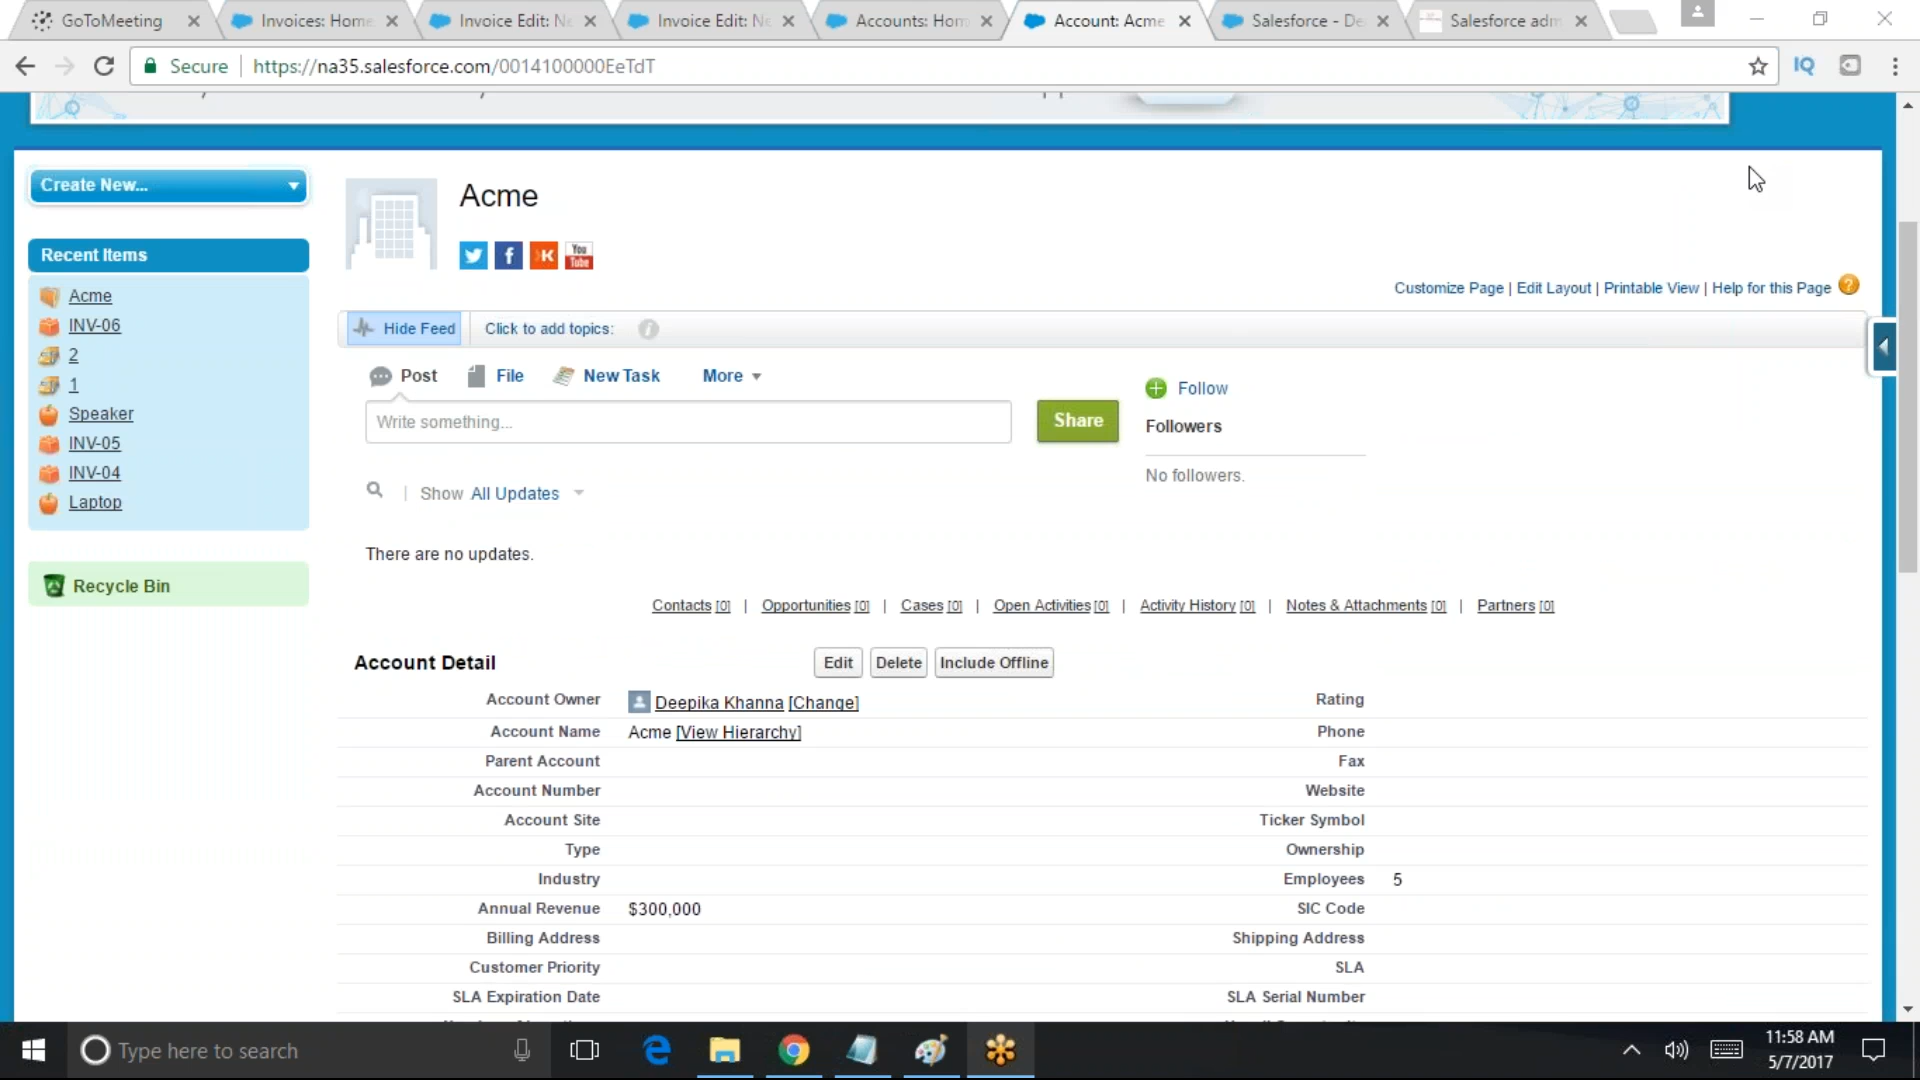 GoToMeeting
Invoices: Home
Invoice Edit: Ne
Invoice Edit: Ne
Accounts: Hom
Account: Acme
Salesforce - De
Salesforce adm
Secure
https://na35.salesforce.com/0014100000EeTdT
IQ
Create New...
Acme
Recent Items
You
Tube
Customize Page | Edit Layout | Printable View | Help for this Page
Acme
INV-06
2
1
Speaker
INV-05
INV-04
Laptop
Recycle Bin
Hide Feed
Click to add topics:
Post
File
New Task
More
Write something...
Share
Follow
Followers
No followers.
Show All Updates
There are no updates.
Contacts [0] | Opportunities [0] | Cases [0] | Open Activities [0] | Activity History [0] | Notes & Attachments [0] | Partners [0]
Account Detail
Edit
Delete
Include Offline
Account Owner Deepika Khanna [Change]
Rating
Account Name Acme [View Hierarchy]
Phone
Parent Account
Fax
Account Number
Website
Account Site
Ticker Symbol
Type
Ownership
Industry
Employees 5
Annual Revenue $300,000
SIC Code
Billing Address
Shipping Address
Customer Priority
SLA
SLA Expiration Date
SLA Serial Number
Type here to search
11:58 AM
5/7/2017